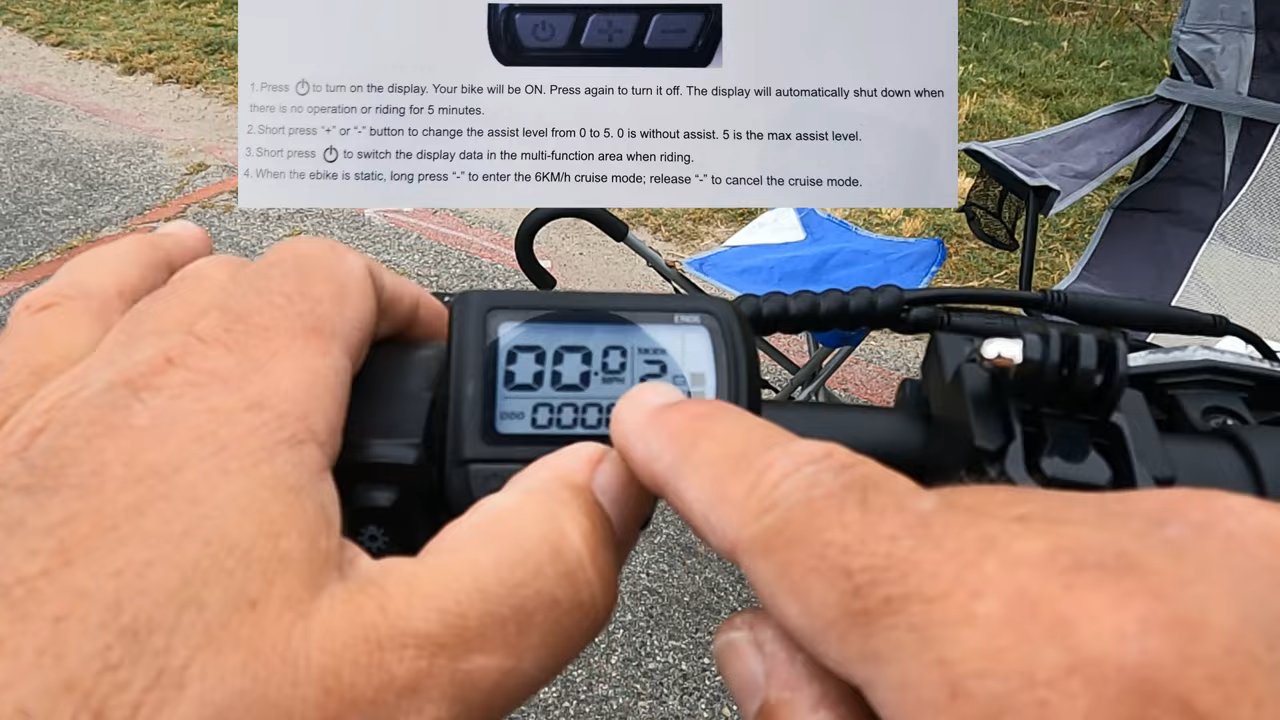 1. Press to turn on the display. Your bike will be ON. Press again to turn it off. The display will automatically shut down when
there is no operation or riding for 5 minutes.
2. Short press “+” or “-” button to change the assist level from 0 to 5. 0 is without assist. 5 is the max assist level.
3. Short press to switch the display data in the multi-function area when riding.
4. When the ebike is static, long press “-” to enter the 6KM/h cruise mode; release “-” to cancel the cruise mode.
00.0 MPH
2
ODO 000